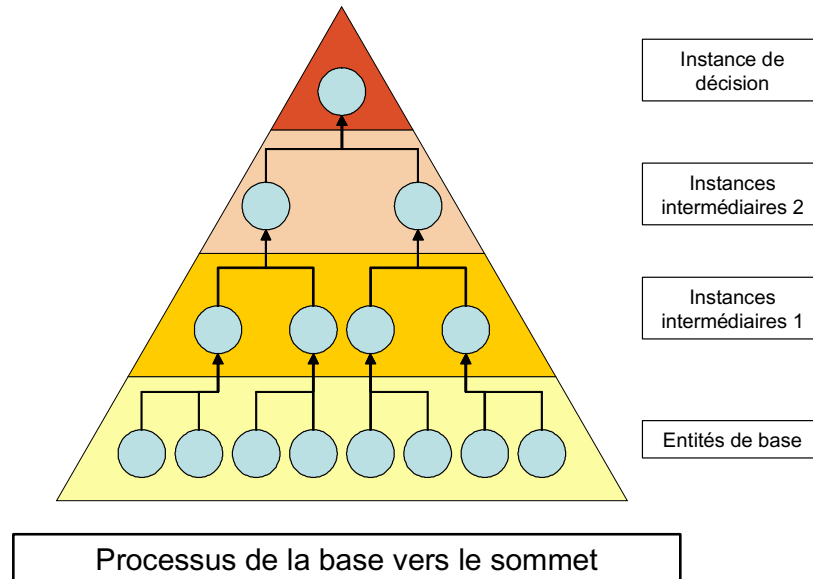 Instance de
décision
Instances
intermédiaires 2
Instances
intermédiaires 1
Entités de base
Processus de la base vers le sommet